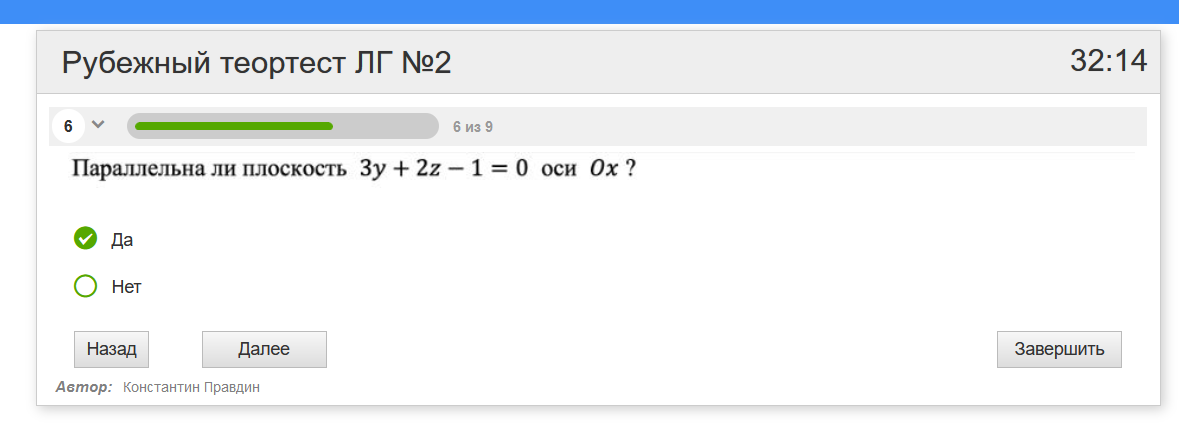 Рубежный теортест ЛГ №2
32:14
6
6 из 9
Параллельна ли плоскость 3y + 2z − 1 = 0 оси Ox ?
Да
Нет
Назад Далее Завершить
Автор: Константин Правдин